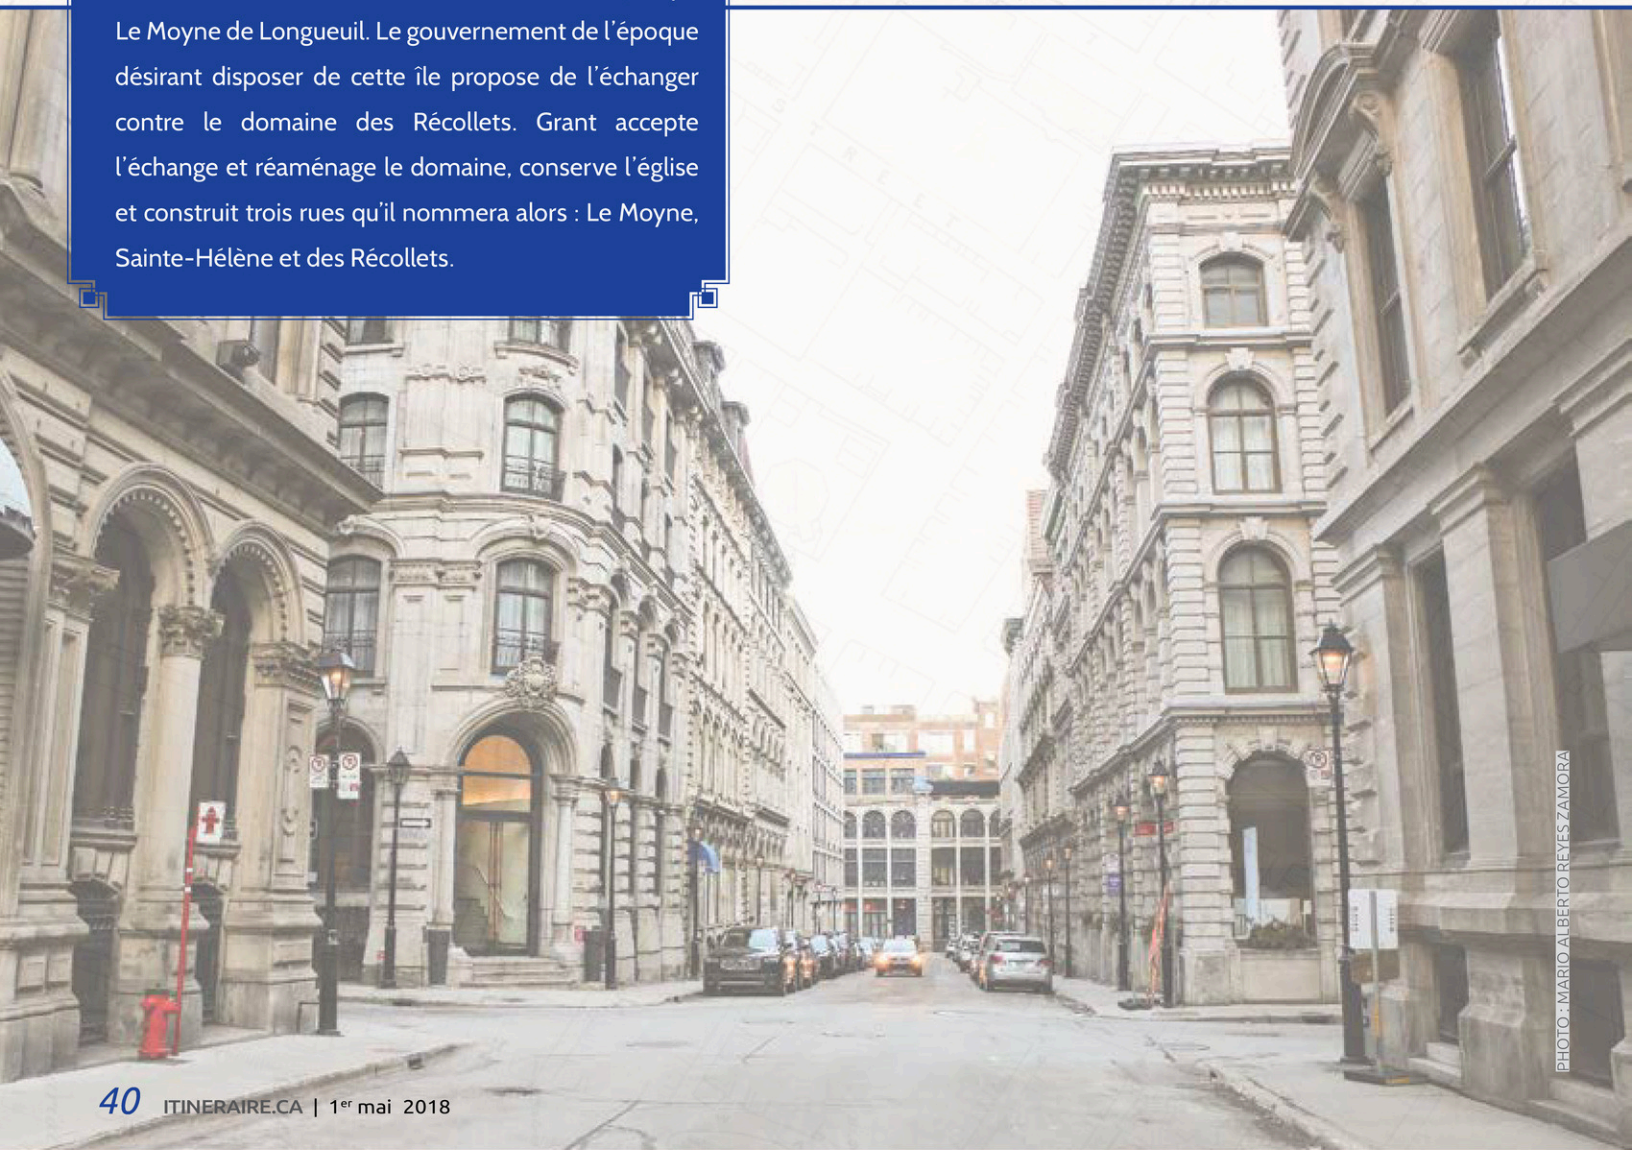 Le Moyne de Longueuil. Le gouvernement de l'époque
désirant disposer de cette île propose de l'échanger
contre le domaine des Récollets. Grant accepte
l'échange et réaménage le domaine, conserve l'église
et construit trois rues qu'il nommera alors : Le Moyne,
Sainte-Hélène et des Récollets.
PHOTO : MARIO ALBERTO REYES ZAMORA
40 ITINERAIRE.CA | 1er mai 2018